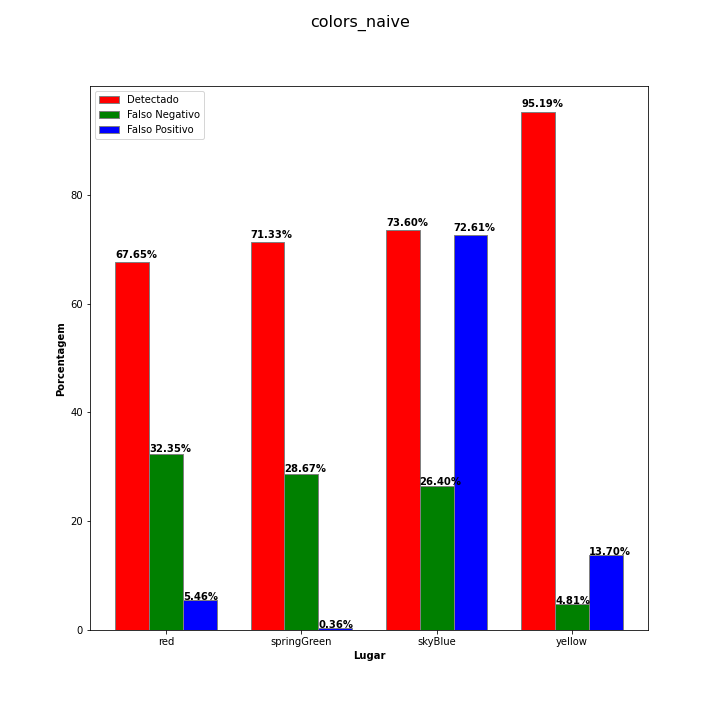 colors_naive
Detectado
Falso Negativo
Falso Positivo
95.19%
73.60%
72.61%
71.33%
67.65%
32.35%
28.67%
26.40%
13.70%
5.46%
4.81%
0.36%
80
60
40
20
0
Porcentagem
red springGreen skyBlue yellow
Lugar